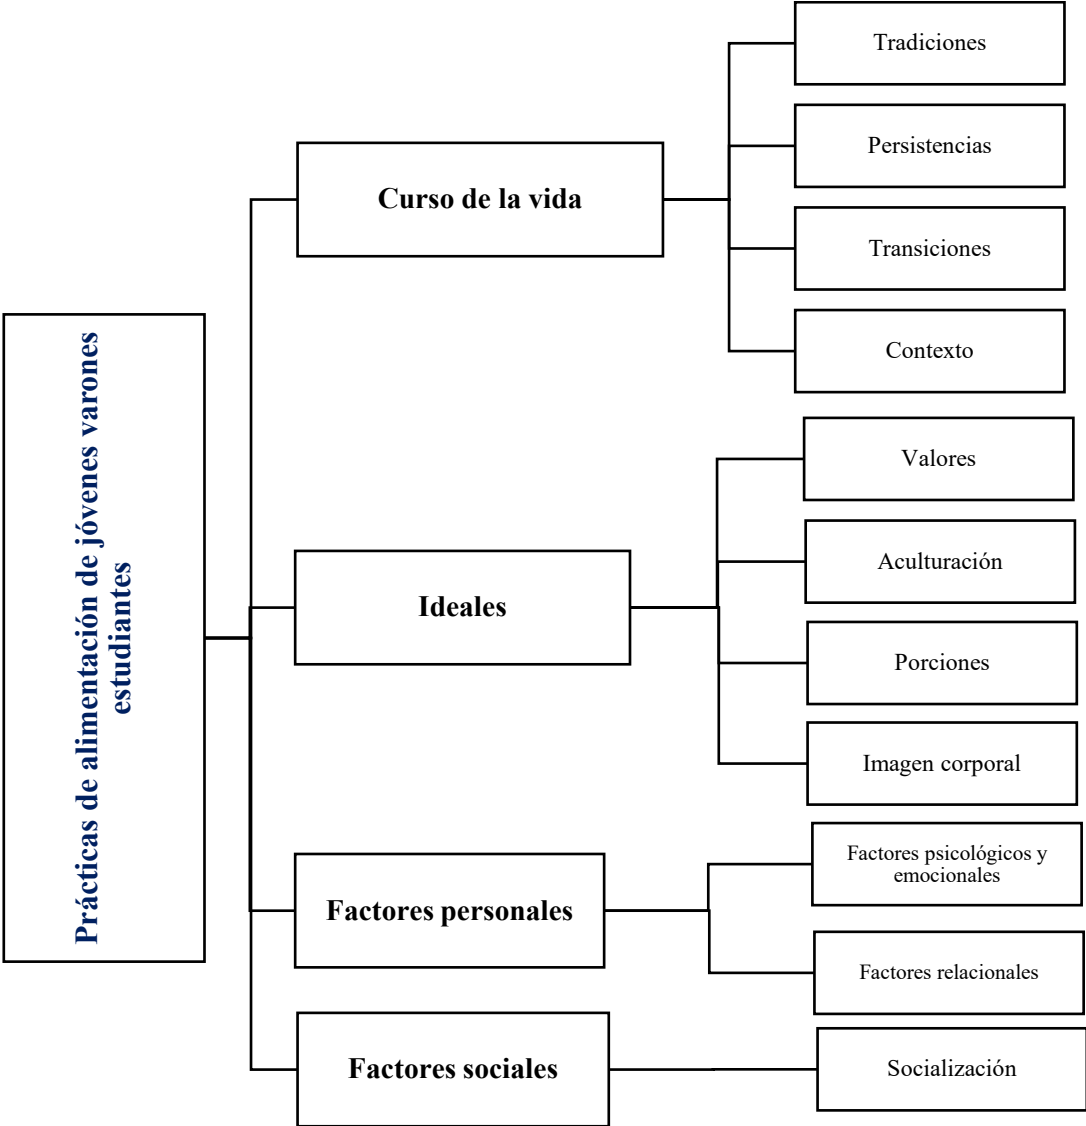 Prácticas de alimentación de jóvenes varones
estudiantes
Curso de la vida
Tradiciones
Persistencias
Transiciones
Contexto
Ideales
Valores
Aculturación
Porciones
Imagen corporal
Factores personales
Factores psicológicos y
emocionales
Factores relacionales
Factores sociales
Socialización